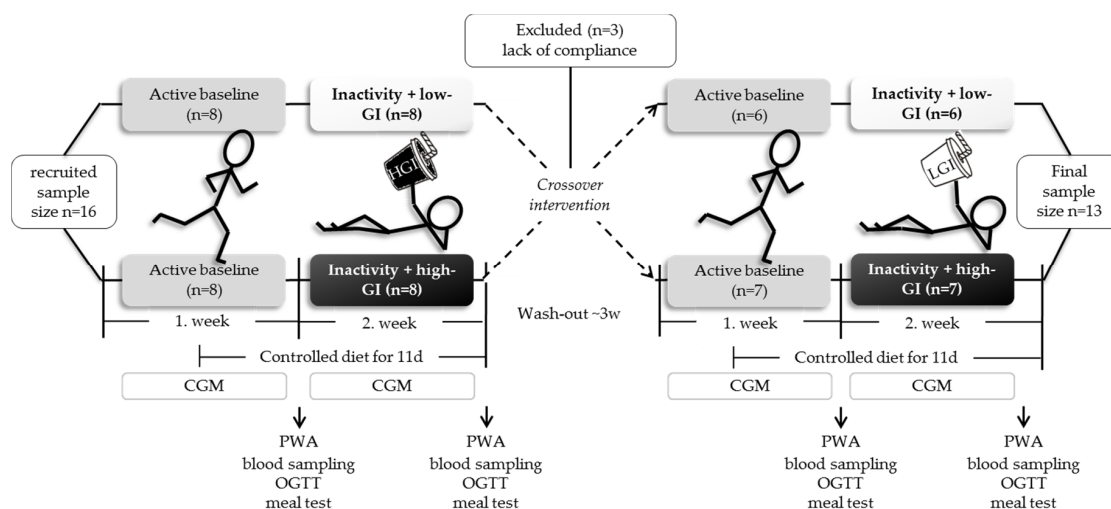 Excluded (n=3)
lack of compliance
Active baseline
(n=8)
Inactivity + low-
GI (n=8)
Active baseline
(n=6)
Inactivity + low-
GI (n=6)
recruited
sample
size n=16
HGI
Crossover
intervention
LGI
Final
sample
size n=13
Active baseline
(n=8)
Inactivity + high-
GI (n=8)
Active baseline
(n=7)
Inactivity + high-
GI (n=7)
1. week
2. week
Wash-out ~3w
1. week
2. week
Controlled diet for 11d
Controlled diet for 11d
CGM
CGM
CGM
CGM
PWA
blood sampling
OGTT
meal test
PWA
blood sampling
OGTT
meal test
PWA
blood sampling
OGTT
meal test
PWA
blood sampling
OGTT
meal test